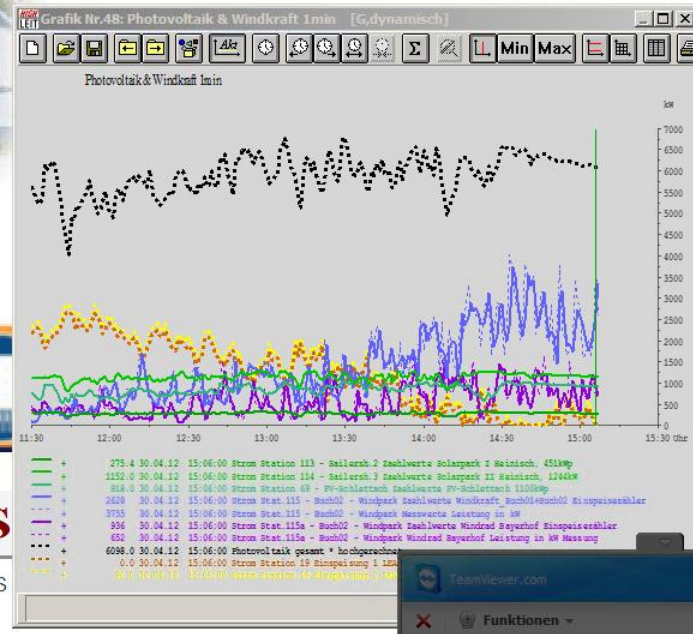 HIGH
LEIT
Grafik Nr.48: Photovoltaik & Windkraft 1min [G,dynamisch]
Akt
Σ
Min
Max
Photovoltaik & Windkraft 1min
kW
7000
6500
6000
5500
5000
4500
4000
3500
3000
2500
2000
1500
1000
500
0
11:30 12:00 12:30 13:00 13:30 14:00 14:30 15:00 15:30 Uhr
+ 275.4 30.04.12 15:06:00 Strom Station 113 - Sailersh.2 Zaehlwerte Solarpark I Heinisch, 451kWp
+ 1152.0 30.04.12 15:06:00 Strom Station 114 - Sailersh.3 Zaehlwerte Solarpark II Heinisch, 1244kW
+ 918.0 30.04.12 15:06:00 Strom Station 63 - PV-Schlettach Zaehlwerte PV-Schlettach 1100kWp
+ 2628 30.04.12 15:06:00 Strom Stat.115 - Buch02 - Windpark Zaehlwerte Windkraft_Buch01+Buch02 Einspeisezähler
+ 3755 30.04.12 15:06:00 Strom Stat.115 - Buch02 - Windpark Messwerte Leistung in kW
+ 936 30.04.12 15:06:00 Strom Stat.115a - Buch02 - Windpark Zaehlwerte Windrad Bayerhof Einspeiserzähler
+ 652 30.04.12 15:06:00 Strom Stat.115a - Buch02 - Windpark Windrad Bayerhof Leistung in kW Messung
+ 6098.0 30.04.12 15:06:00 Photovoltaik gesamt * hochgerechne
+ 0.0 30.04.12 15:06:00 Strom Station 19 Einspeisung 1
+
S
S
TeamViewer.com
Funktionen